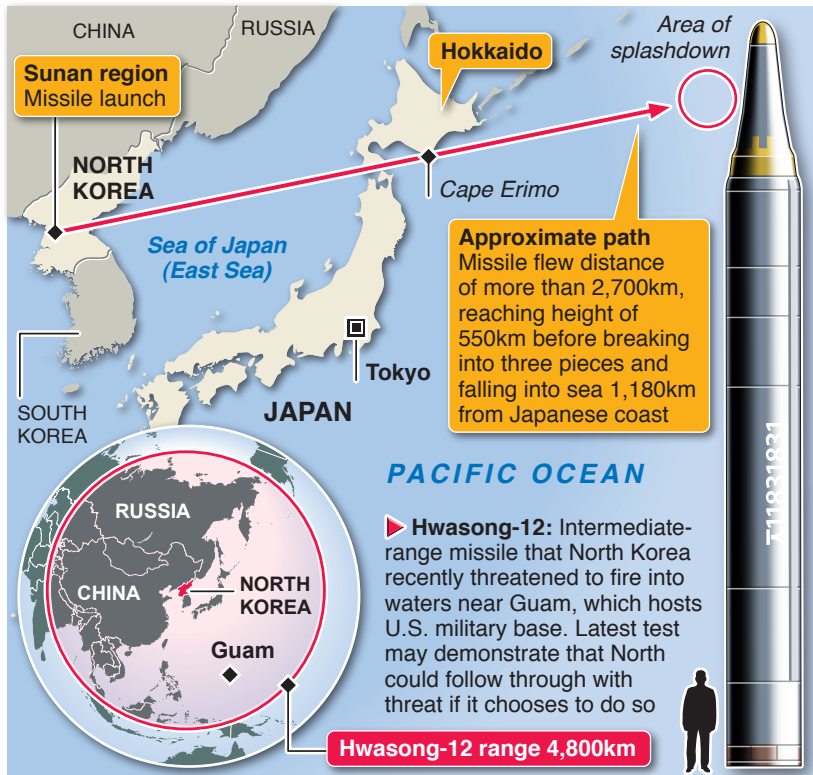 CHINA
RUSSIA
Area of
splashdown
Hokkaido
Sunan region
Missile launch
NORTH
KOREA
Cape Erimo
Sea of Japan
(East Sea)
Approximate path
Missile flew distance
of more than 2,700km,
reaching height of
550km before breaking
into three pieces and
falling into sea 1,180km
from Japanese coast
Tokyo
JAPAN
SOUTH
KOREA
PACIFIC OCEAN
Hwasong-12: Intermediate-
range missile that North Korea
recently threatened to fire into
waters near Guam, which hosts
U.S. military base. Latest test
may demonstrate that North
could follow through with
threat if it chooses to do so
RUSSIA
CHINA
NORTH
KOREA
Guam
Hwasong-12 range 4,800km